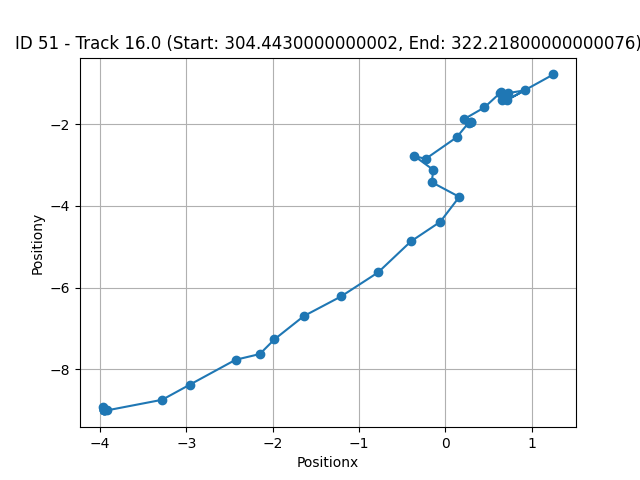 ID 51 - Track 16.0 (Start: 304.4430000000002, End: 322.21800000000076)
−2
−4
−6
−8
Positiony
−4 −3 −2 −1 0 1
Positionx